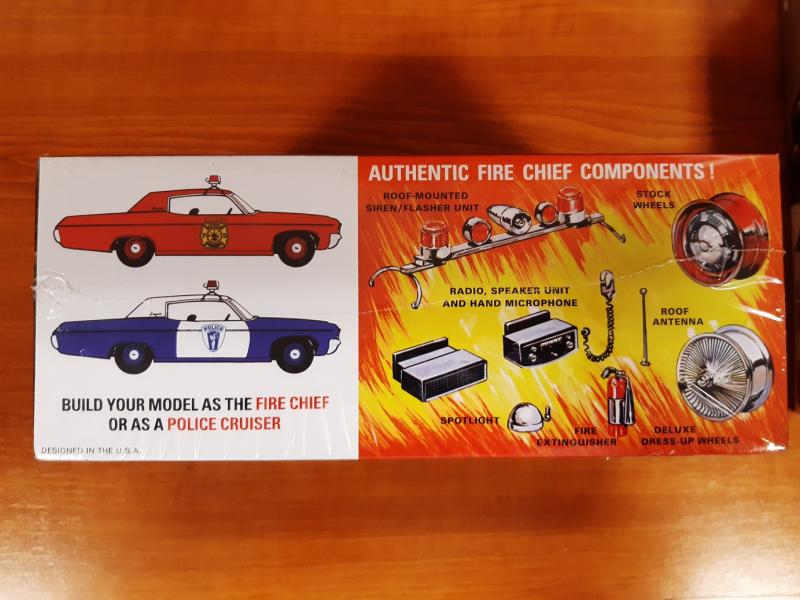 AUTHENTIC FIRE CHIEF COMPONENTS!
ROOF-MOUNTED
SIREN/FLASHER UNIT
STOCK
WHEELS
RADIO, SPEAKER UNIT
AND HAND MICROPHONE
ROOF
ANTENNA
SPOTLIGHT
FIRE
EXTINGUISHER
DELUXE
DRESS-UP WHEELS
POLICE
BUILD YOUR MODEL AS THE FIRE CHIEF
OR AS A POLICE CRUISER
DESIGNED IN THE U.S.A.